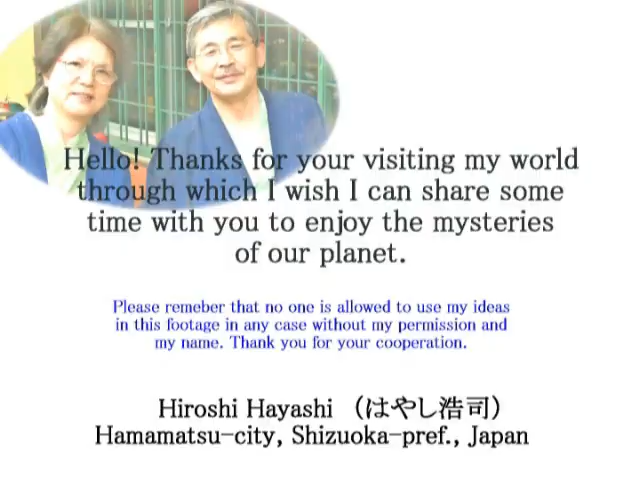 Hello! Thanks for your visiting my world
through which I wish I can share some
time with you to enjoy the mysteries
of our planet.
Please remeber that no one is allowed to use my ideas
in this footage in any case without my permission and
my name. Thank you for your cooperation.
Hiroshi Hayashi （はやし浩司）
Hamamatsu-city, Shizuoka-pref., Japan